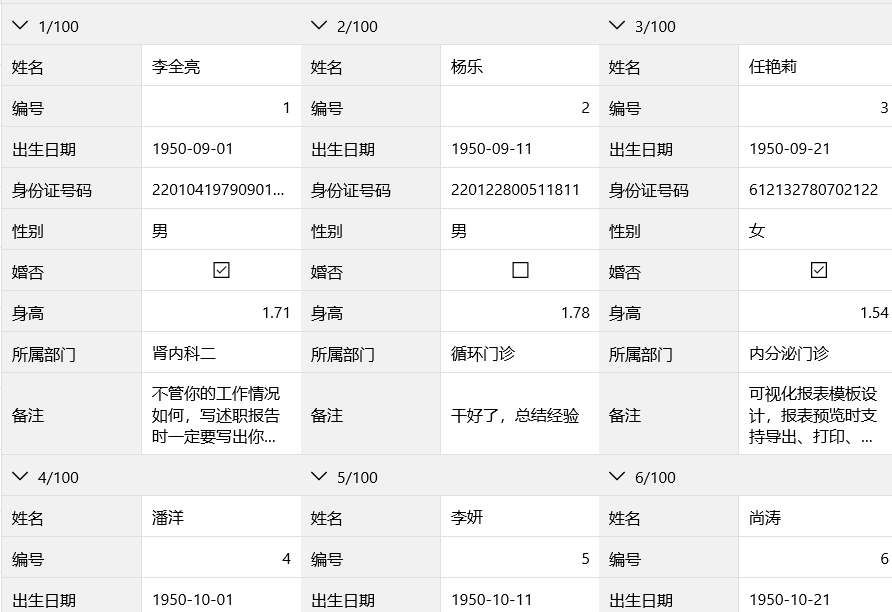 1/100 2/100 3/100
姓名 李全亮 姓名 杨乐 姓名 任艳莉
编号 1 编号 2 编号 3
出生日期 1950-09-01 出生日期 1950-09-11 出生日期 1950-09-21
身份证号码 22010419790901... 身份证号码 220122800511811 身份证号码 612132780702122
性别 男 性别 男 性别 女
婚否 婚否 婚否
身高 1.71 身高 1.78 身高 1.54
所属部门 肾内科二 所属部门 循环门诊 所属部门 内分泌门诊
备注 不管你的工作情况
如何，写述职报告
时一定要写出你...
备注 干好了，总结经验
备注 可视化报表模板设
计，报表预览时支
持导出、打印、...
4/100 5/100 6/100
姓名 潘洋 姓名 李妍 姓名 尚涛
编号 4 编号 5 编号 6
出生日期 1950-10-01 出生日期 1950-10-11 出生日期 1950-10-21